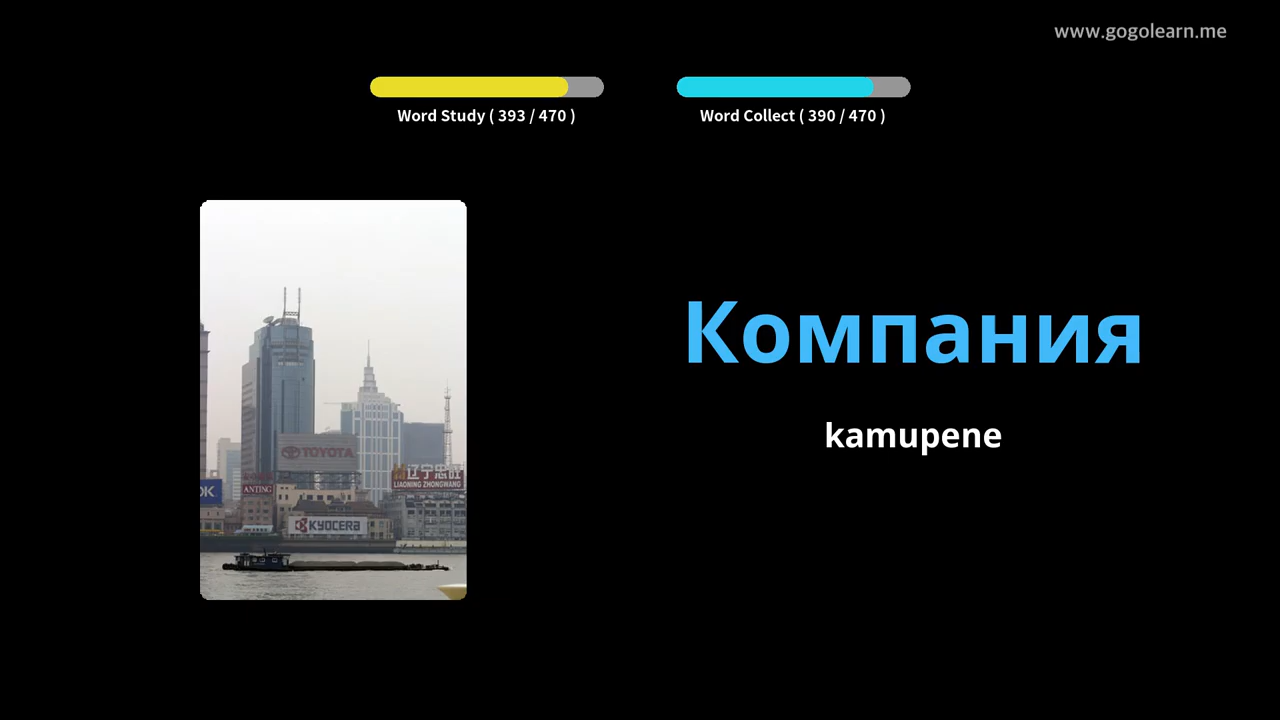 www.gogolearn.me
Word Study ( 393 / 470 )
Word Collect ( 390 / 470 )
Компания
kamupene
TOYOTA
辽宁忠旺
LIAONING ZHONGWANG
OK
ANTING
KYOCERA